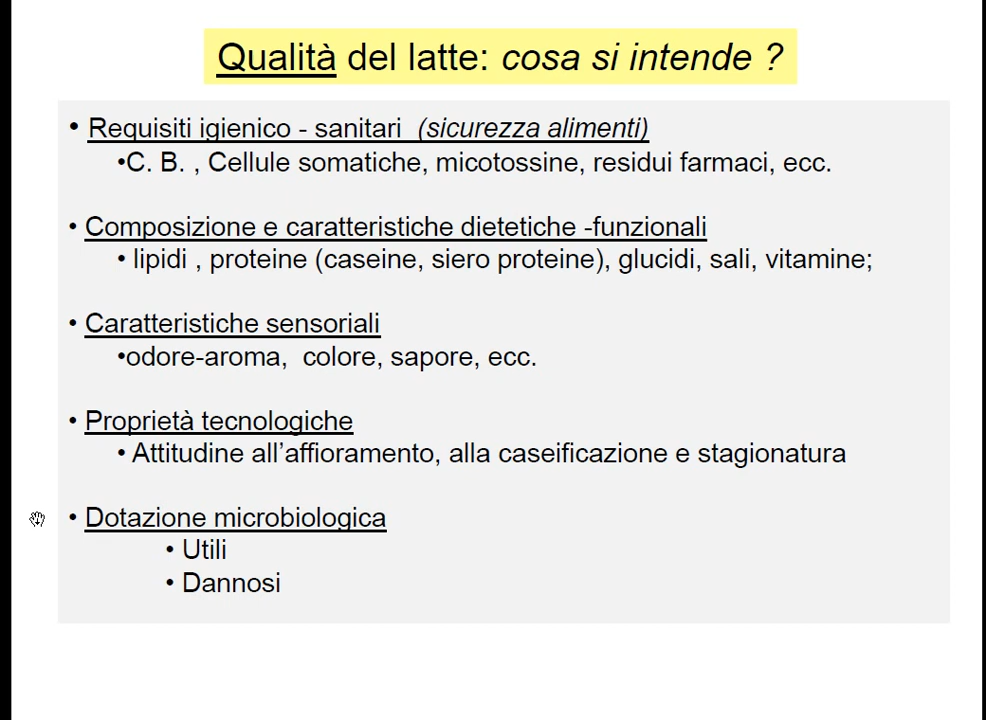 Qualità del latte: cosa si intende ?
• Requisiti igienico - sanitari (sicurezza alimenti)
•C. B. , Cellule somatiche, micotossine, residui farmaci, ecc.
• Composizione e caratteristiche dietetiche -funzionali
• lipidi , proteine (caseine, siero proteine), glucidi, sali, vitamine;
• Caratteristiche sensoriali
•odore-aroma, colore, sapore, ecc.
• Proprietà tecnologiche
• Attitudine all’affioramento, alla caseificazione e stagionatura
• Dotazione microbiologica
• Utili
• Dannosi